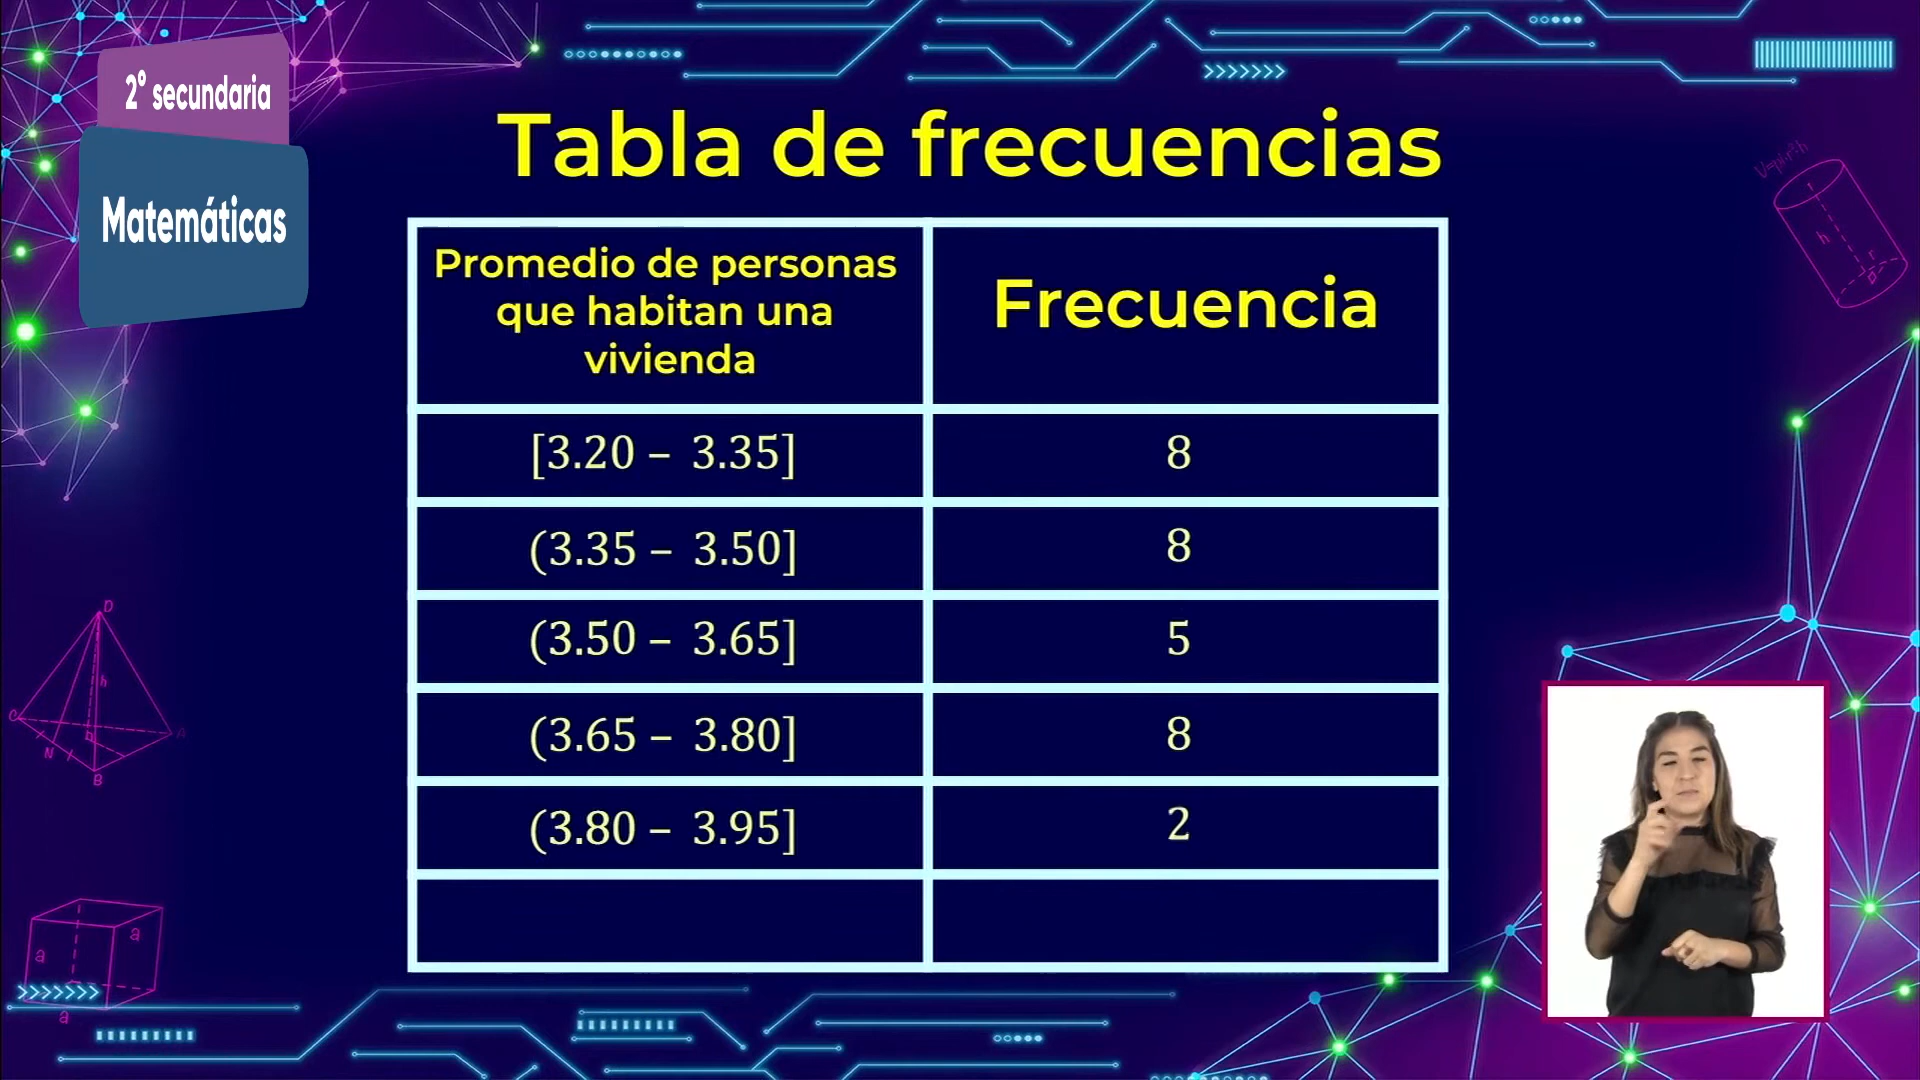 2° secundaria
Matemáticas
Tabla de frecuencias
Promedio de personas
que habitan una
vivienda
Frecuencia
[3.20 – 3.35]
8
(3.35 – 3.50]
8
(3.50 – 3.65]
5
(3.65 – 3.80]
8
(3.80 – 3.95]
2
h
r
D
h
C
A
N
b
B
a
a
a